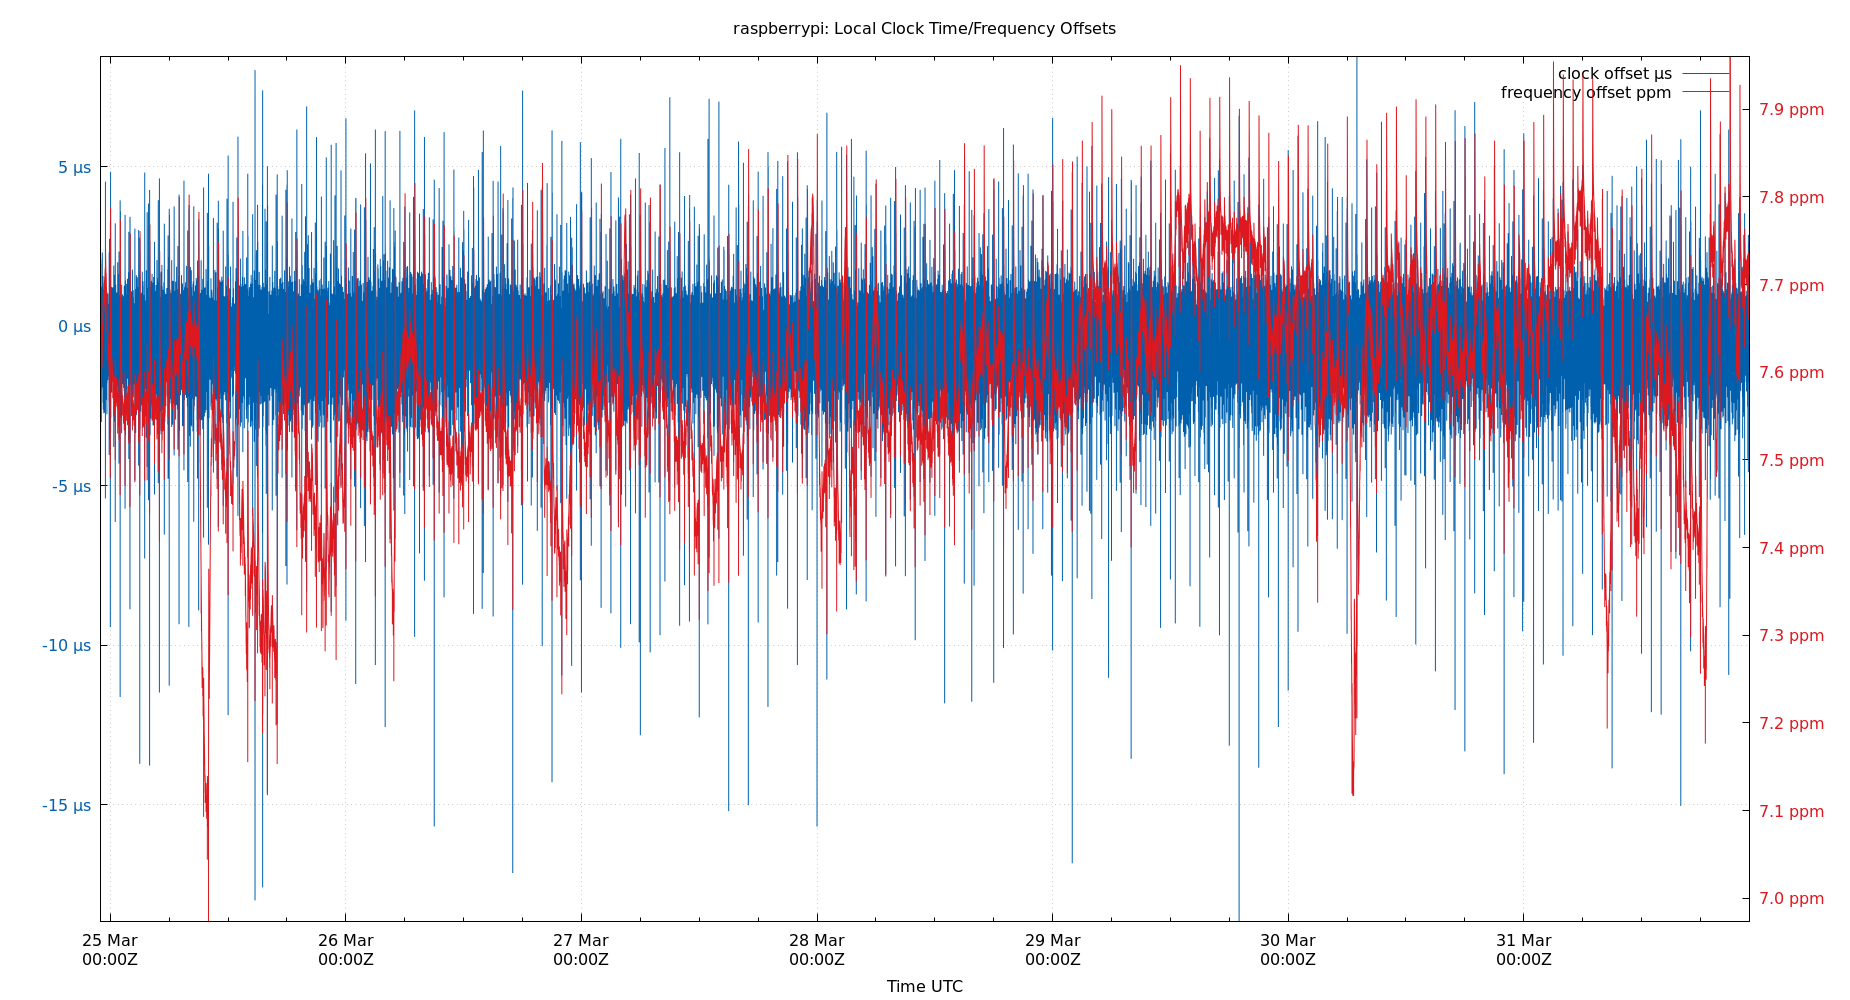 raspberrypi: Local Clock Time/Frequency Offsets
clock offset µs
frequency offset ppm
5 µs
0 µs
-5 µs
-10 µs
-15 µs
7.9 ppm
7.8 ppm
7.7 ppm
7.6 ppm
7.5 ppm
7.4 ppm
7.3 ppm
7.2 ppm
7.1 ppm
7.0 ppm
25 Mar
00:00Z
26 Mar
00:00Z
27 Mar
00:00Z
28 Mar
00:00Z
29 Mar
00:00Z
30 Mar
00:00Z
31 Mar
00:00Z
Time UTC